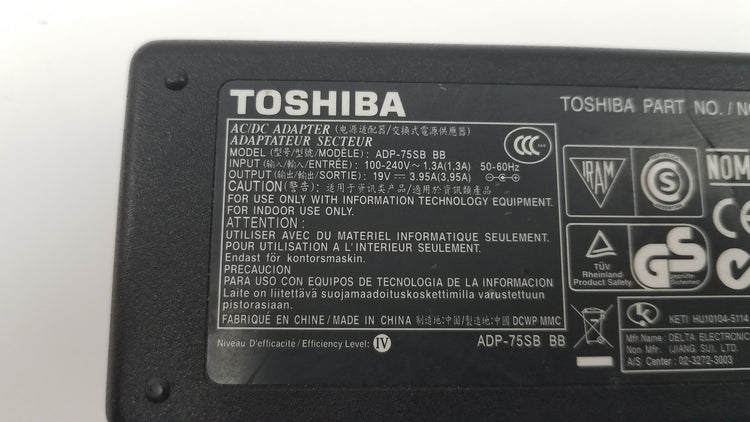 TOSHIBA
TOSHIBA PART NO. / N
AC/DC ADAPTER (电源适配器/交換式電源供應器)
ADAPTATEUR SECTEUR
MODEL (型号/型號/MODÈLE): ADP-75SB BB
INPUT (输入/輸入/ENTRÉE): 100-240V~ 1.3A(1,3A) 50-60Hz
OUTPUT (输出/輸出/SORTIE): 19V⎓ 3.95A(3,95A)
CAUTION(警告): 适用于资讯类产品/適用於資訊類產品
FOR USE ONLY WITH INFORMATION TECHNOLOGY EQUIPMENT.
FOR INDOOR USE ONLY.
ATTENTION :
UTILISER AVEC DU MATERIEL INFORMATIQUE SEULEMENT.
POUR UTILISATION A L'INTERIEUR SEULEMENT.
Endast för kontorsmaskin.
PRECAUCION
PARA USO CON EQUIPOS DE TECNOLOGIA DE LA INFORMACION
Laite on liitettävä suojamaadoituskoskettimilla varustettuun
pistorasiaan.
FABRIQUÉ EN CHINE/MADE IN CHINA 制造地:中国/製造地:中國 DCWP MMC
Niveau D'efficacité/Efficiency Level: IV
ADP-75SB BB
CCC
IRAM
S
NOM
TÜV
Rheinland
Product Safety
GS
geprüfte
Sicherheit
CE
K
KETI HU10104-5114
Mfr.Name: DELTA ELECTRONIC
Non Mfr. (JIANG SU), LTD.
A/S Center : 02-3272-3003